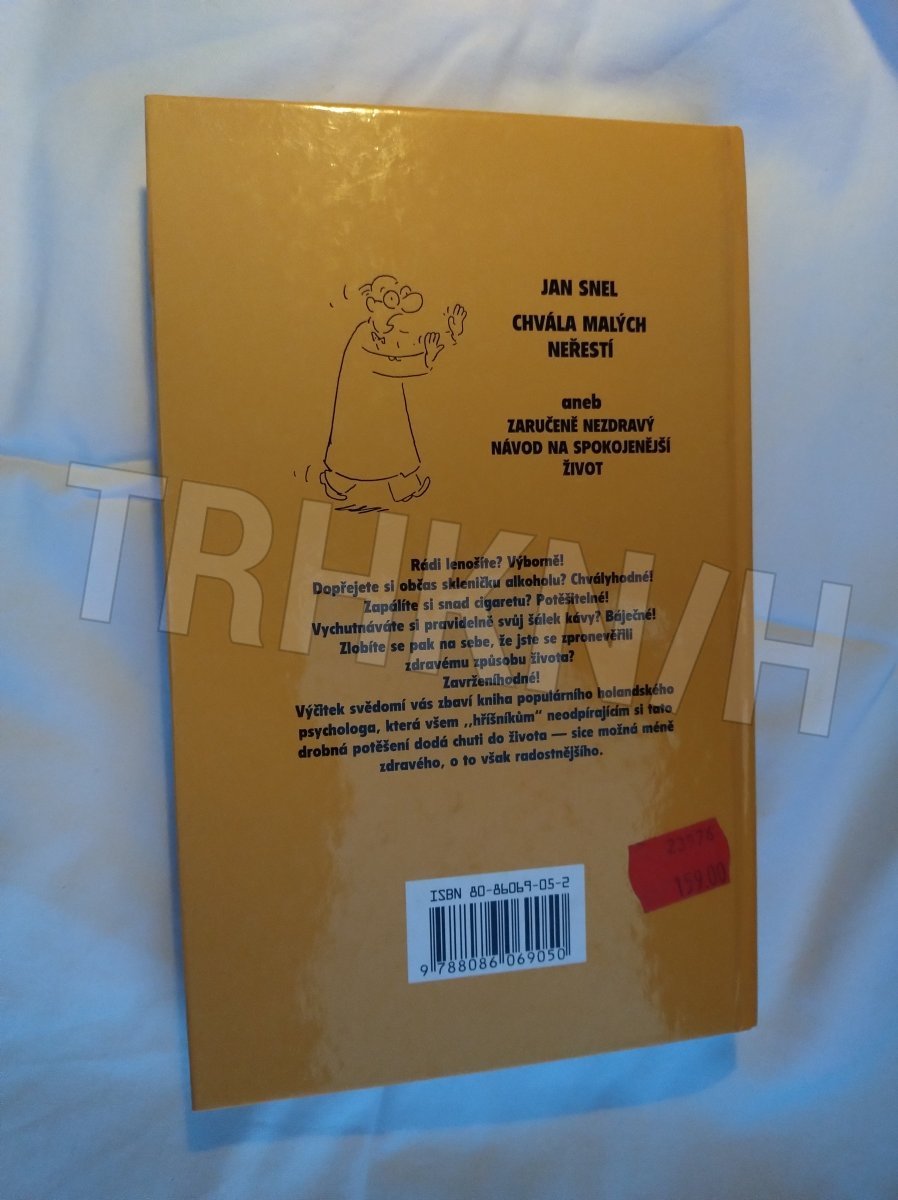 JAN SNEL
CHVÁLA MALÝCH
NEŘESTÍ
aneb
ZARUČENĚ NEZDRAVÝ
NÁVOD NA SPOKOJENĚJŠÍ
ŽIVOT
Rádi lenošíte? Výborně!
Dopřejete si občas skleničku alkoholu? Chvályhodné!
Zapálíte si snad cigaretu? Potěšitelné!
Vychutnáváte si pravidelně svůj šálek kávy? Báječné!
Zlobíte se pak na sebe, že jste se zpronevěřili
zdravému způsobu života?
Zavrženíhodné!
Výčitek svědomí vás zbaví kniha populárního holandského
psychologa, která všem ,,hříšníkům" neodpírajícím si tato
drobná potěšení dodá chuti do života — sice možná méně
zdravého, o to však radostnějšího.
ISBN 80-86069-05-2
9 788086 069050
23976
159.00
TRHKNIH